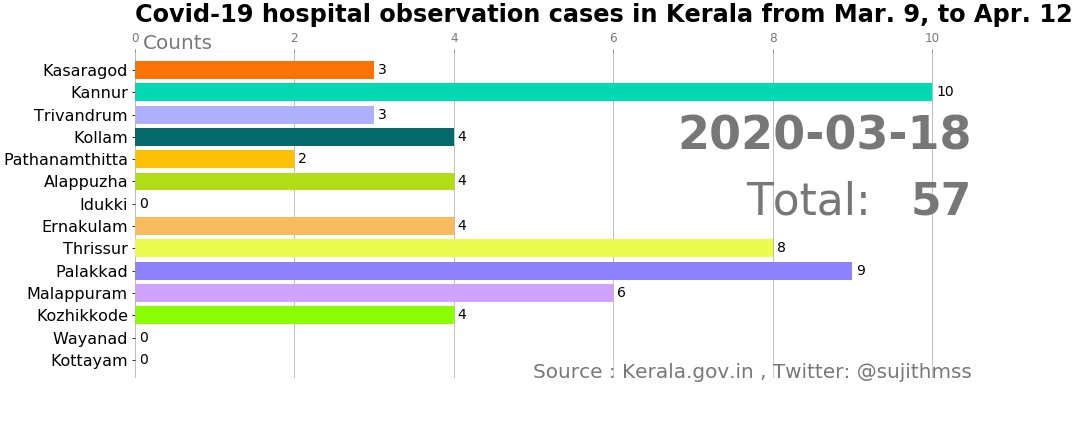 Covid-19 hospital observation cases in Kerala from Mar. 9, to Apr. 12
0 2 4 6 8 10
Counts
Kasaragod 3
Kannur 10
Trivandrum 3
2020-03-18
Kollam 4
Pathanamthitta 2
Alappuzha 4
Total: 57
Idukki 0
Ernakulam 4
Thrissur 8
Palakkad 9
Malappuram 6
Kozhikkode 4
Wayanad 0
Kottayam 0
Source : Kerala.gov.in , Twitter: @sujithmss